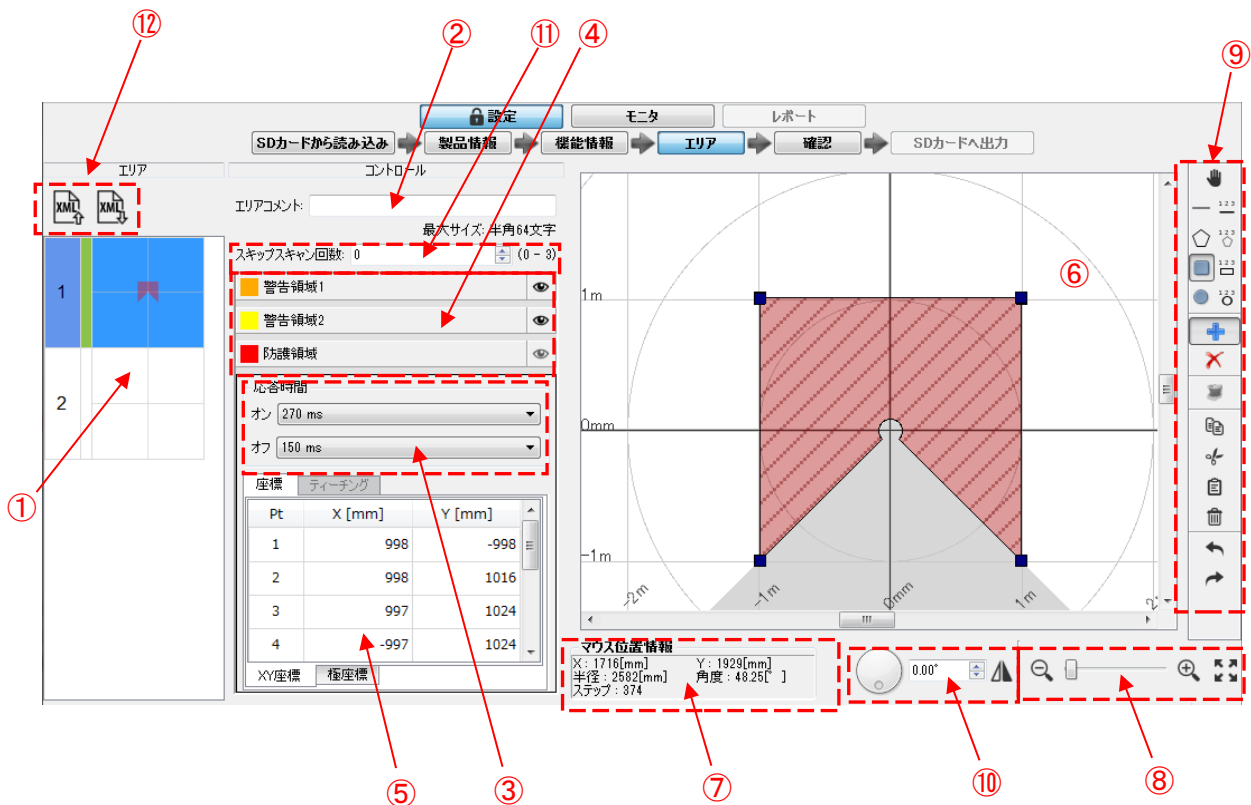 ⑫
②
⑪
④
⑨
設定
モニタ
レポート
SDカードから読み込み
製品情報
機能情報
エリア
確認
SDカードへ出力
エリア
コントロール
XML
XML
エリアコメント:
最大サイズ: 半角64文字
スキップスキャン回数: 0 (0 - 3)
警告領域1
警告領域2
防護領域
1
2
応答時間
オン 270 ms
オフ 150 ms
座標 ティーチング
Pt X [mm] Y [mm]
1 998 -998
2 998 1016
3 997 1024
4 -997 1024
XY座標 極座標
①
⑥
1m
0mm
-1m
-2m
-1m
0mm
1m
2
123
123
123
123
マウス位置情報
X : 1716[mm] Y : 1929[mm]
半径 : 2582[mm] 角度 : 48.25[°]
ステップ : 374
0.00°
⑤
③
⑦
⑩
⑧